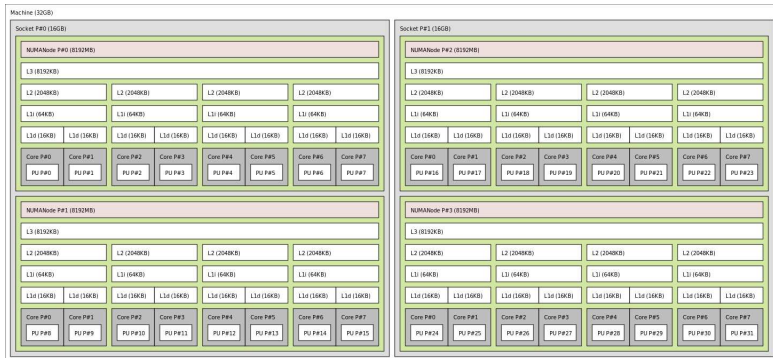 Machine (32GB)
Socket P#0 (16GB)
NUMANode P#0 (8192MB)
L3 (8192KB)
L2 (2048KB) L2 (2048KB) L2 (2048KB) L2 (2048KB)
L1i (64KB) L1i (64KB) L1i (64KB) L1i (64KB)
L1d (16KB) L1d (16KB) L1d (16KB) L1d (16KB) L1d (16KB) L1d (16KB) L1d (16KB) L1d (16KB)
Core P#0 Core P#1 Core P#2 Core P#3 Core P#4 Core P#5 Core P#6 Core P#7
PU P#0 PU P#1 PU P#2 PU P#3 PU P#4 PU P#5 PU P#6 PU P#7
NUMANode P#1 (8192MB)
L3 (8192KB)
L2 (2048KB) L2 (2048KB) L2 (2048KB) L2 (2048KB)
L1i (64KB) L1i (64KB) L1i (64KB) L1i (64KB)
L1d (16KB) L1d (16KB) L1d (16KB) L1d (16KB) L1d (16KB) L1d (16KB) L1d (16KB) L1d (16KB)
Core P#0 Core P#1 Core P#2 Core P#3 Core P#4 Core P#5 Core P#6 Core P#7
PU P#8 PU P#9 PU P#10 PU P#11 PU P#12 PU P#13 PU P#14 PU P#15
Socket P#1 (16GB)
NUMANode P#2 (8192MB)
L3 (8192KB)
L2 (2048KB) L2 (2048KB) L2 (2048KB) L2 (2048KB)
L1i (64KB) L1i (64KB) L1i (64KB) L1i (64KB)
L1d (16KB) L1d (16KB) L1d (16KB) L1d (16KB) L1d (16KB) L1d (16KB) L1d (16KB) L1d (16KB)
Core P#0 Core P#1 Core P#2 Core P#3 Core P#4 Core P#5 Core P#6 Core P#7
PU P#16 PU P#17 PU P#18 PU P#19 PU P#20 PU P#21 PU P#22 PU P#23
NUMANode P#3 (8192MB)
L3 (8192KB)
L2 (2048KB) L2 (2048KB) L2 (2048KB) L2 (2048KB)
L1i (64KB) L1i (64KB) L1i (64KB) L1i (64KB)
L1d (16KB) L1d (16KB) L1d (16KB) L1d (16KB) L1d (16KB) L1d (16KB) L1d (16KB) L1d (16KB)
Core P#0 Core P#1 Core P#2 Core P#3 Core P#4 Core P#5 Core P#6 Core P#7
PU P#24 PU P#25 PU P#26 PU P#27 PU P#28 PU P#29 PU P#30 PU P#31